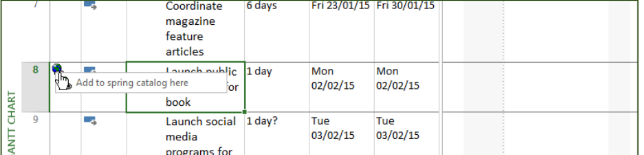 7 Coordinate 6 days Fri 23/01/15 Fri 30/01/15
magazine
feature
articles
8 Launch public 1 day Mon Mon
Add to spring catalog here or 02/02/15 02/02/15
book
9 Launch social 1 day? Tue Tue
media 03/02/15 03/02/15
programs for
ANTT CHART